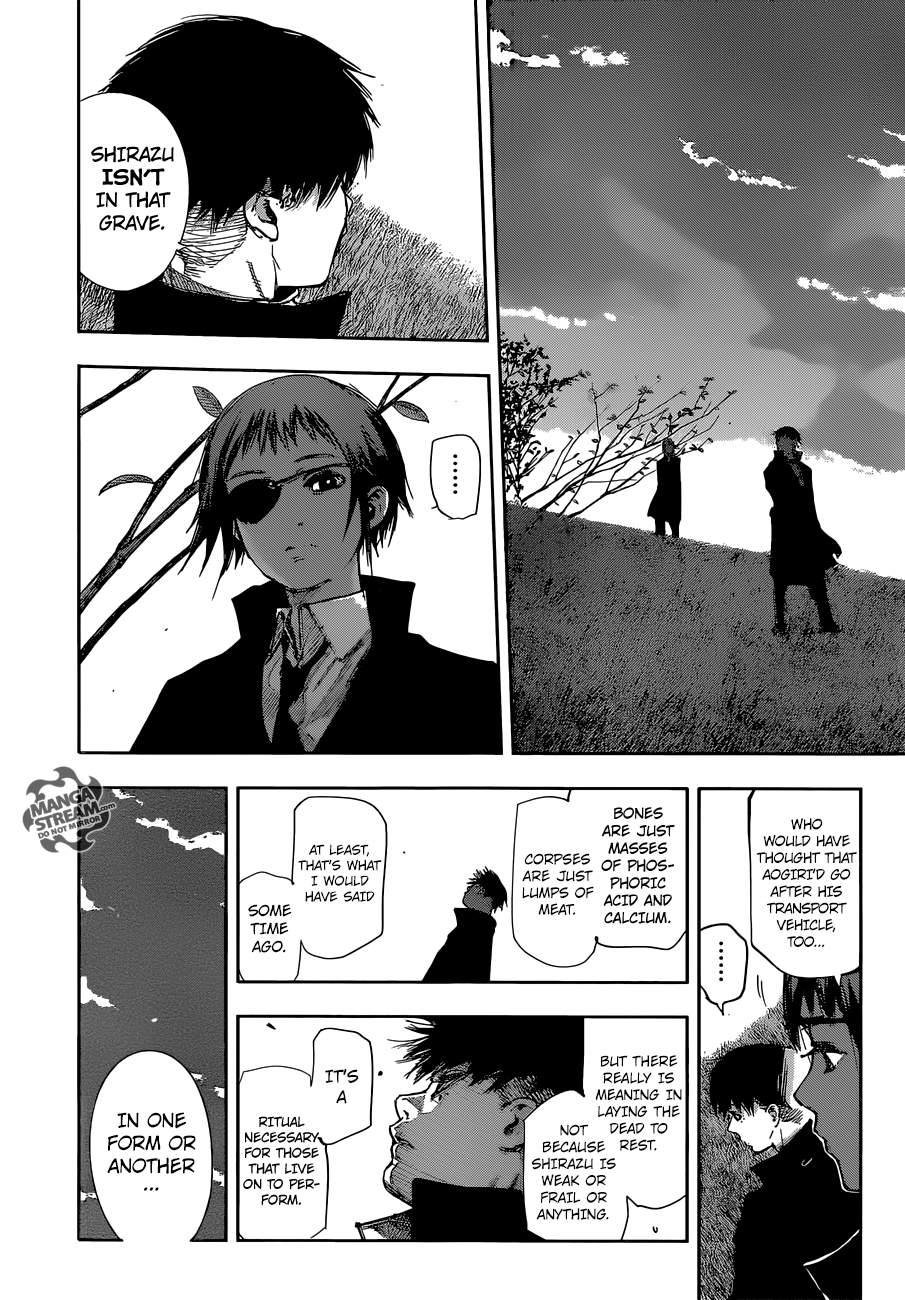 SHIRAZU
ISN'T
IN THAT
GRAVE.
......
WHO
WOULD HAVE
THOUGHT THAT
AOGIRI'D GO
AFTER HIS
TRANSPORT
VEHICLE,
TOO...
......
BONES
ARE JUST
MASSES
OF PHOS-
PHORIC
ACID AND
CALCIUM.
CORPSES
ARE JUST
LUMPS OF
MEAT.
AT LEAST,
THAT'S WHAT
I WOULD
HAVE SAID
SOME
TIME
AGO.
BUT THERE
REALLY IS
MEANING IN
LAYING THE
DEAD TO
REST.
NOT
BECAUSE
SHIRAZU IS
WEAK OR
FRAIL OR
ANYTHING.
IT'S
A
RITUAL
NECESSARY
FOR THOSE
THAT LIVE
ON TO PER-
FORM.
IN ONE
FORM OR
ANOTHER
...
MANGA
STREAM.com
DO NOT MIRROR